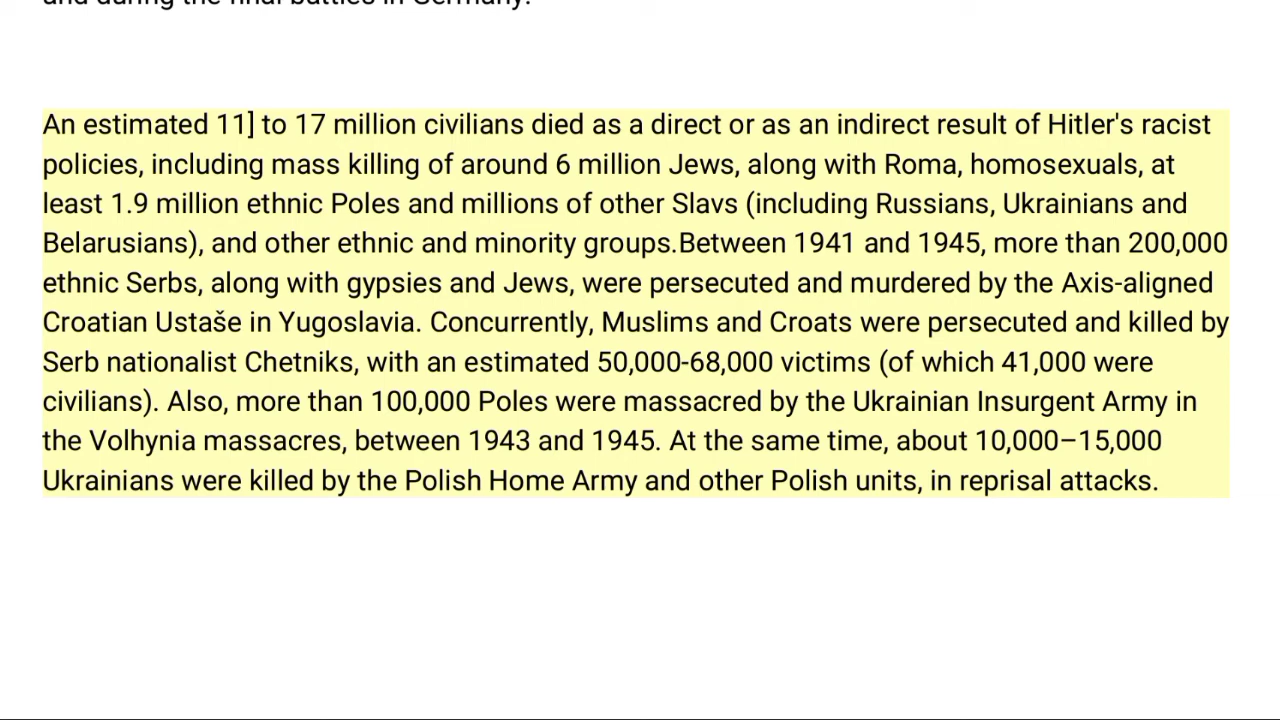 and during the final battles in Germany.
An estimated 11] to 17 million civilians died as a direct or as an indirect result of Hitler's racist
policies, including mass killing of around 6 million Jews, along with Roma, homosexuals, at
least 1.9 million ethnic Poles and millions of other Slavs (including Russians, Ukrainians and
Belarusians), and other ethnic and minority groups.Between 1941 and 1945, more than 200,000
ethnic Serbs, along with gypsies and Jews, were persecuted and murdered by the Axis-aligned
Croatian Ustaše in Yugoslavia. Concurrently, Muslims and Croats were persecuted and killed by
Serb nationalist Chetniks, with an estimated 50,000-68,000 victims (of which 41,000 were
civilians). Also, more than 100,000 Poles were massacred by the Ukrainian Insurgent Army in
the Volhynia massacres, between 1943 and 1945. At the same time, about 10,000–15,000
Ukrainians were killed by the Polish Home Army and other Polish units, in reprisal attacks.